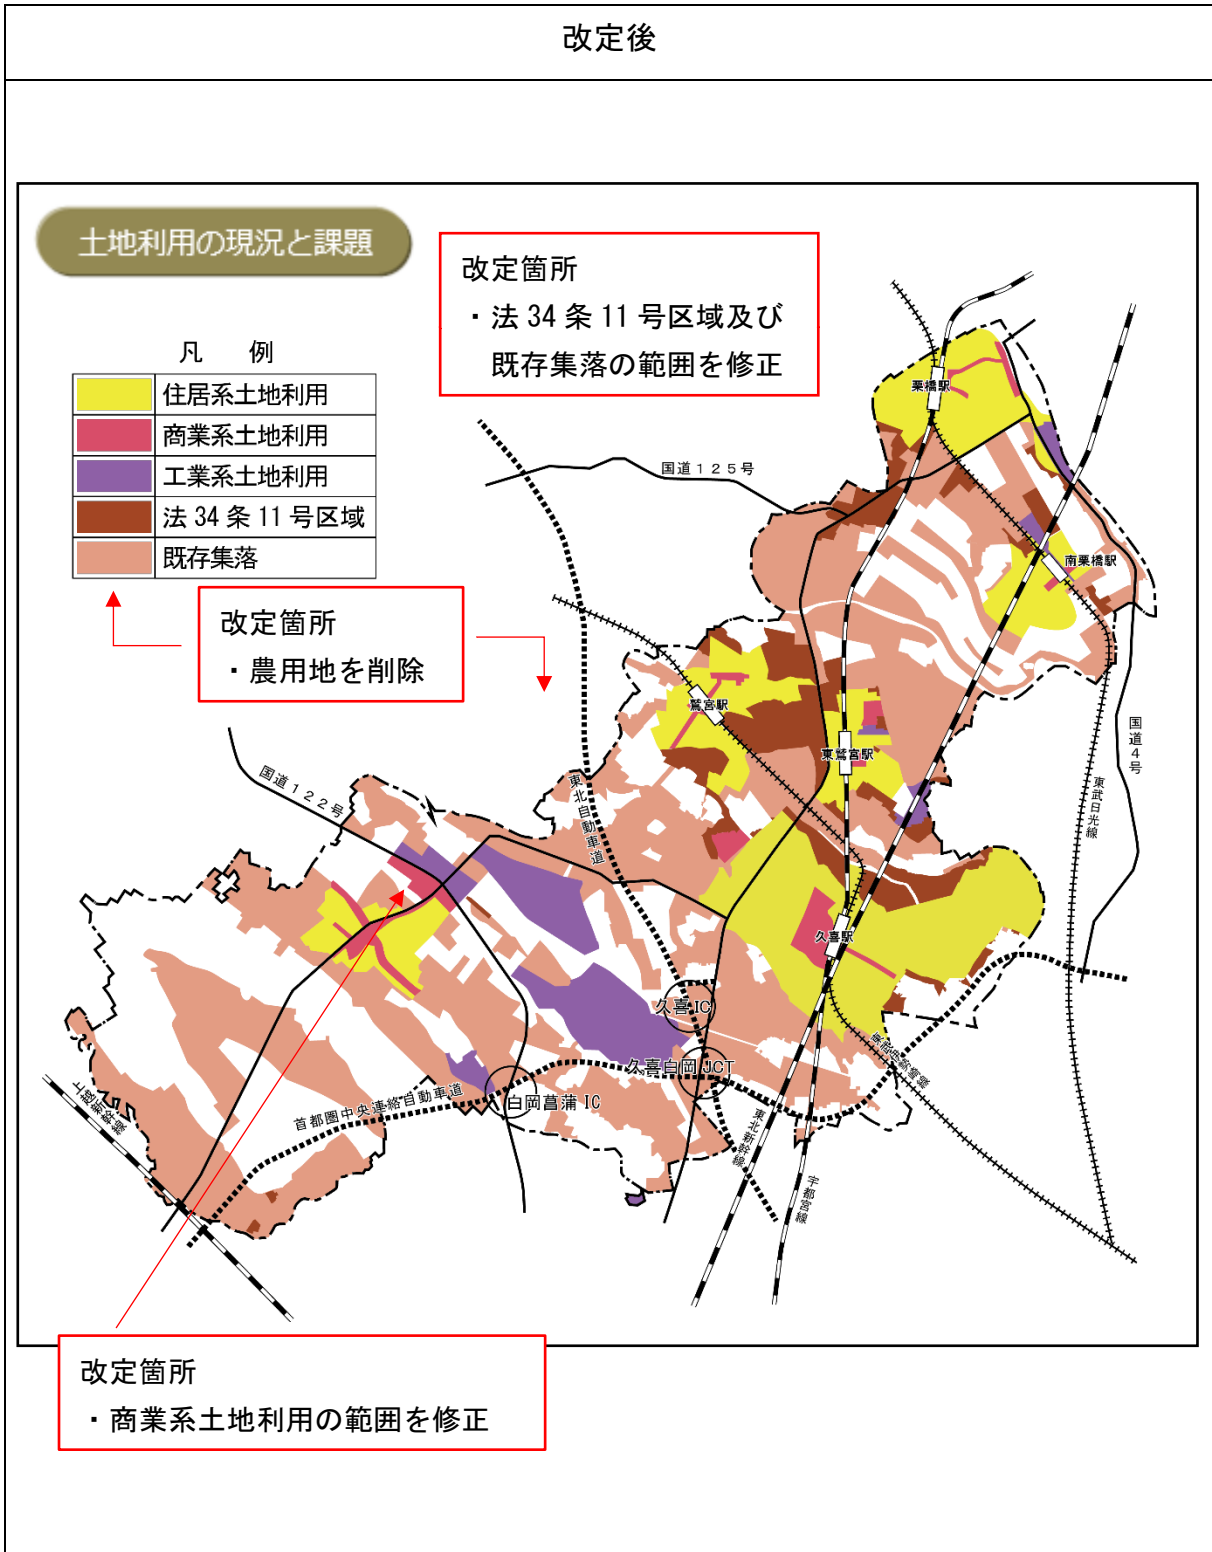 改定後
土地利用の現況と課題
改定箇所
・法 34 条 11 号区域及び
既存集落の範囲を修正
凡　例
住居系土地利用
商業系土地利用
工業系土地利用
法 34 条 11 号区域
既存集落
改定箇所
・農用地を削除
栗橋駅
国道１２５号
南栗橋駅
鷲宮駅
東鷲宮駅
国道４号
東武日光線
国道１２２号
東北自動車道
久喜駅
久喜 IC
久喜白岡 JCT
東武伊勢崎線
白岡菖蒲 IC
首都圏中央連絡自動車道
上越新幹線
東北新幹線
宇都宮線
改定箇所
・商業系土地利用の範囲を修正